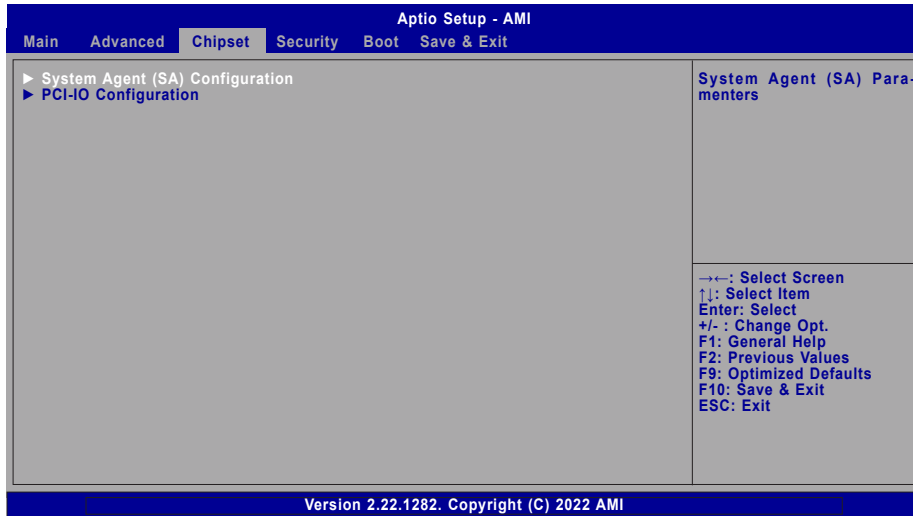 Aptio Setup - AMI
Main Advanced Chipset Security Boot Save & Exit
► System Agent (SA) Configuration
► PCI-IO Configuration
System Agent (SA) Para-
menters
→←: Select Screen
↑↓: Select Item
Enter: Select
+/- : Change Opt.
F1: General Help
F2: Previous Values
F9: Optimized Defaults
F10: Save & Exit
ESC: Exit
Version 2.22.1282. Copyright (C) 2022 AMI